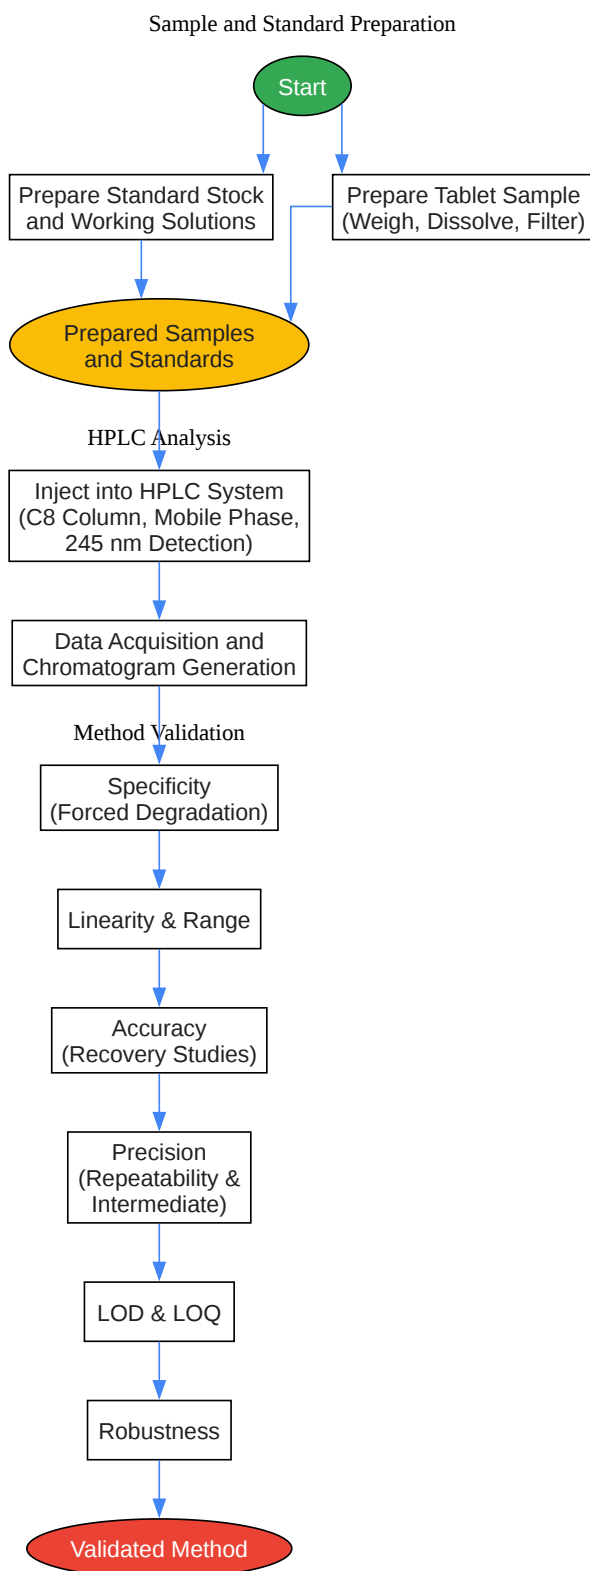 Sample and Standard Preparation
Start
Prepare Standard Stock
and Working Solutions
Prepare Tablet Sample
(Weigh, Dissolve, Filter)
Prepared Samples
and Standards
HPLC Analysis
Inject into HPLC System
(C8 Column, Mobile Phase,
245 nm Detection)
Data Acquisition and
Chromatogram Generation
Method Validation
Specificity
(Forced Degradation)
Linearity & Range
Accuracy
(Recovery Studies)
Precision
(Repeatability &
Intermediate)
LOD & LOQ
Robustness
Validated Method